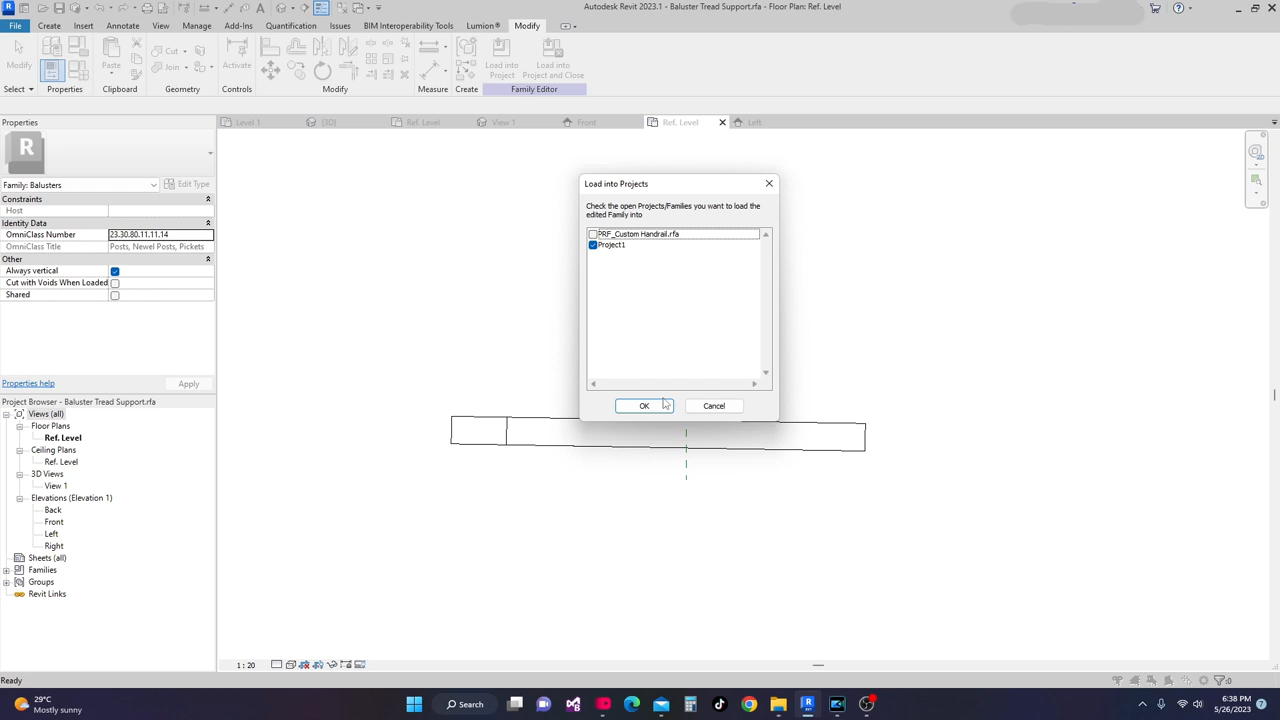 Autodesk Revit 2023.1 - Baluster Tread Support.rfa - Floor Plan: Ref. Level
File
Create
Insert
Annotate
View
Manage
Add-Ins
Quantification
Issues
BIM Interoperability Tools
Lumion®
Modify
Modify
Paste
Cut
Join
Activate
Load into
Project
Load into
Project and Close
Select
Properties
Clipboard
Geometry
Controls
Modify
Measure
Create
Family Editor
Properties
Level 1
{3D}
Ref. Level
View 1
Front
Ref. Level
Left
R
Family: Balusters
Edit Type
Constraints
Host
Identity Data
OmniClass Number
23.30.80.11.11.14
OmniClass Title
Posts, Newel Posts, Pickets
Other
Always vertical
Cut with Voids When Loaded
Shared
Properties help
Apply
Project Browser - Baluster Tread Support.rfa
Views (all)
Floor Plans
Ref. Level
Ceiling Plans
Ref. Level
3D Views
View 1
Elevations (Elevation 1)
Back
Front
Left
Right
Sheets (all)
Families
Groups
Revit Links
Load into Projects
Check the open Projects/Families you want to load the
edited Family into
PRF_Custom Handrail.rfa
Project1
OK
Cancel
1 : 20
Ready
:0
29°C
Mostly sunny
Search
6:38 PM
5/26/2023